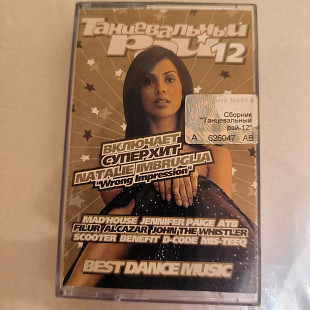 Танцевальный
Рай 12
Сборник
"Танцевальный
рай-12"
А 626047 АВ
ВКЛЮЧАЕТ
СУПЕРХИТ
NATALIE IMBRUGLIA
"Wrong Impression"
MAD'HOUSE JENNIFER PAIGE ATB
FILUR ALCAZAR JOHN THE WHISTLER
SCOOTER BENEFIT D-CODE MIS-TEEQ
BEST DANCE MUSIC